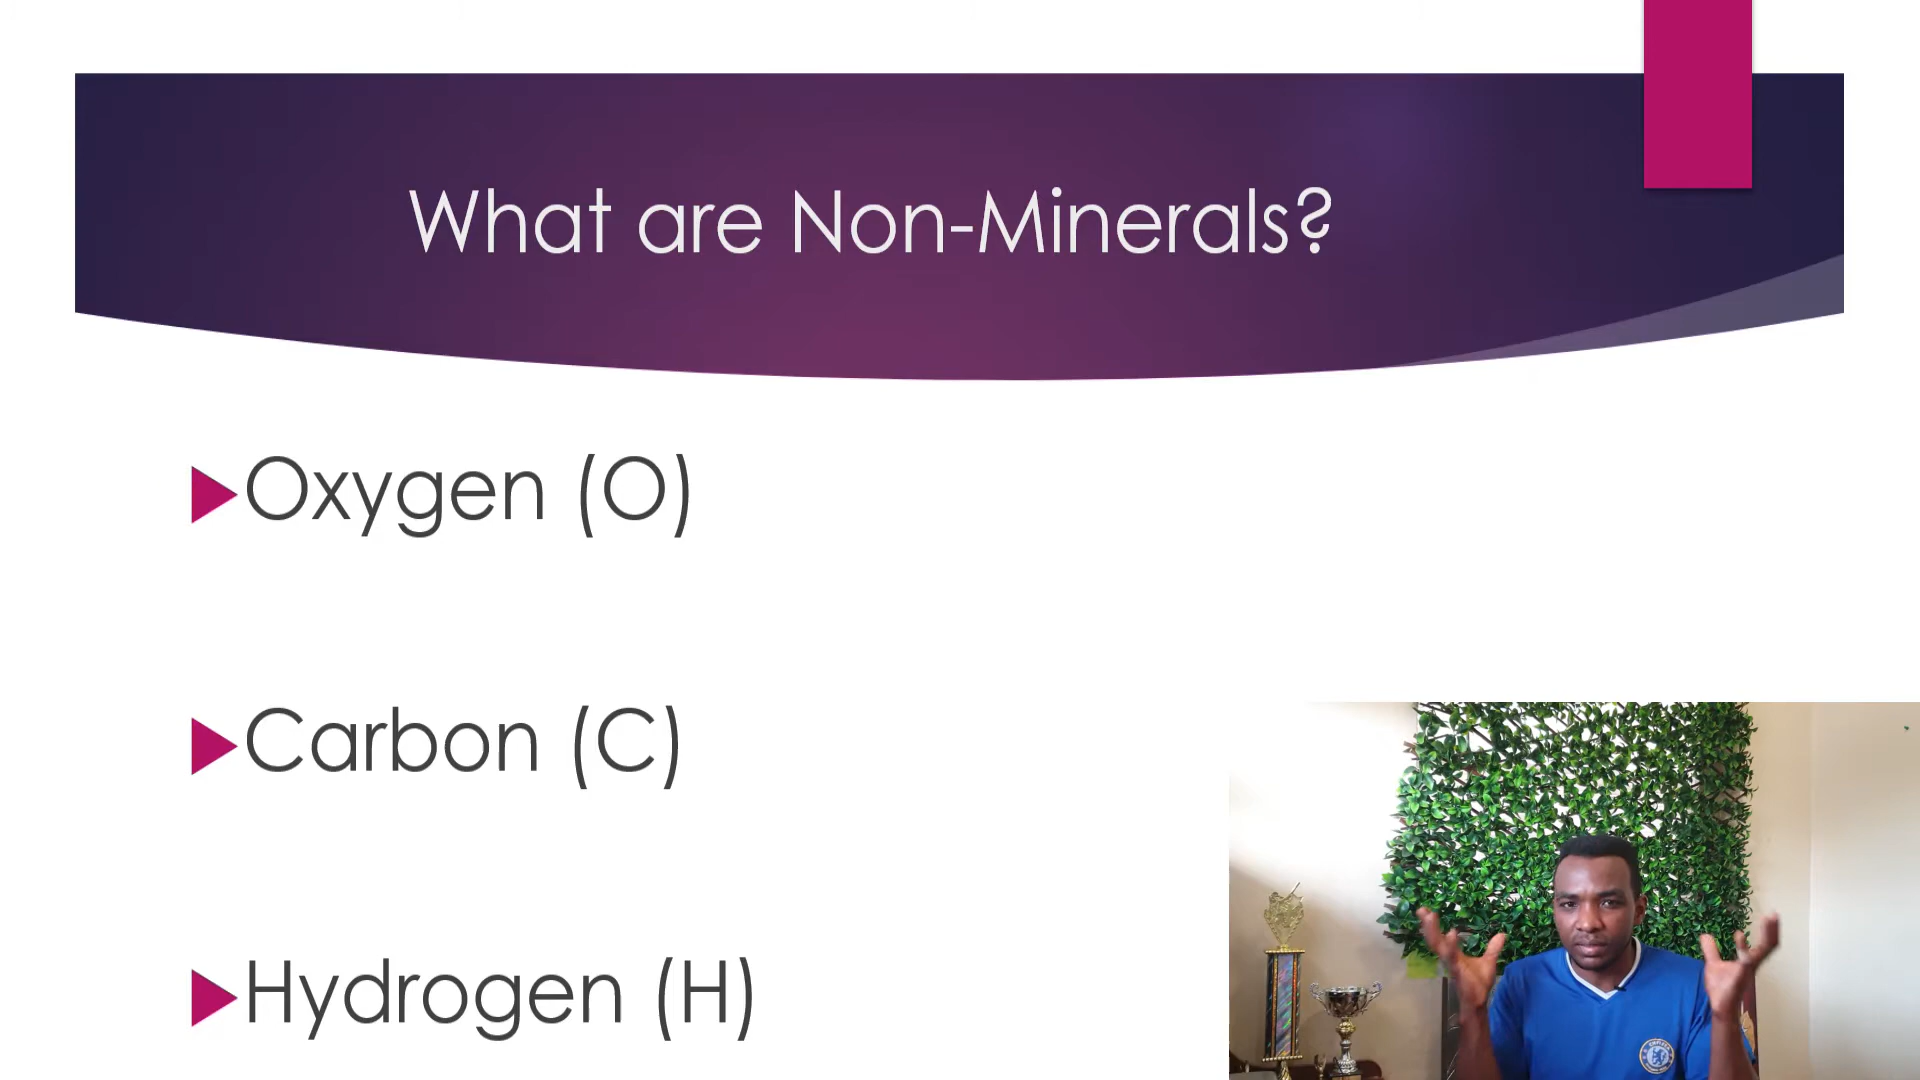 What are Non-Minerals?
Oxygen (O)
Carbon (C)
Hydrogen (H)